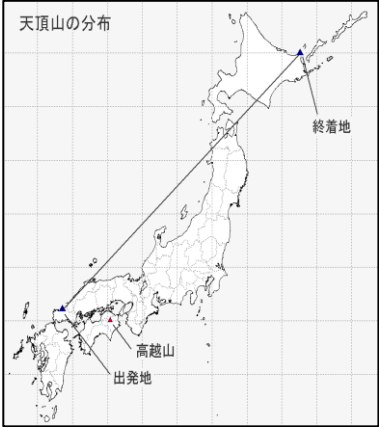 天頂山の分布
終着地
高越山
出発地